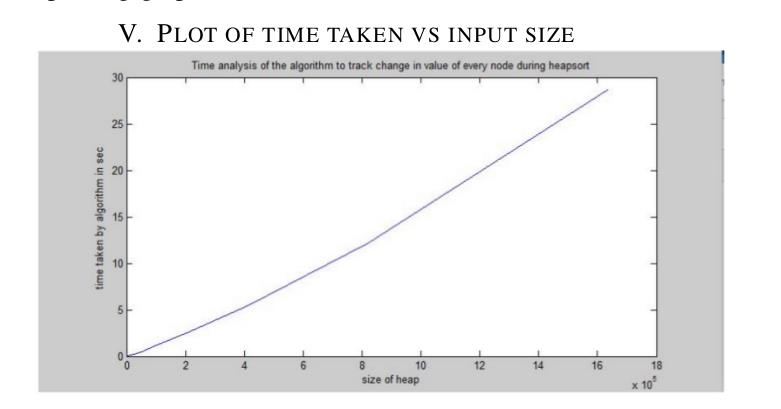 V. PLOT OF TIME TAKEN VS INPUT SIZE
Time analysis of the algorithm to track change in value of every node during heapsort
30
25
20
15
10
5
0
time taken by algorithm in sec
0 2 4 6 8 10 12 14 16 18
size of heap
x 10⁵